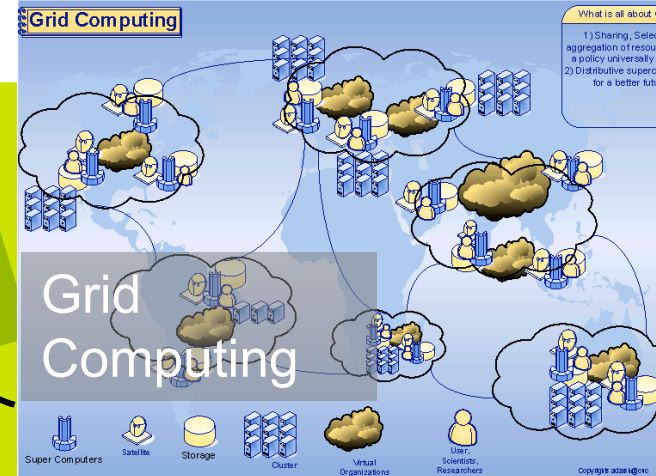 Grid Computing
What is all about
1) Sharing, Selec
aggregation of resou
a policy universally
2) Distributive superc
for a better futu
Grid
Computing
Super Computers
Satellite
Storage
Cluster
Virtual
Organizations
User,
Scientists,
Researchers
Copyrights